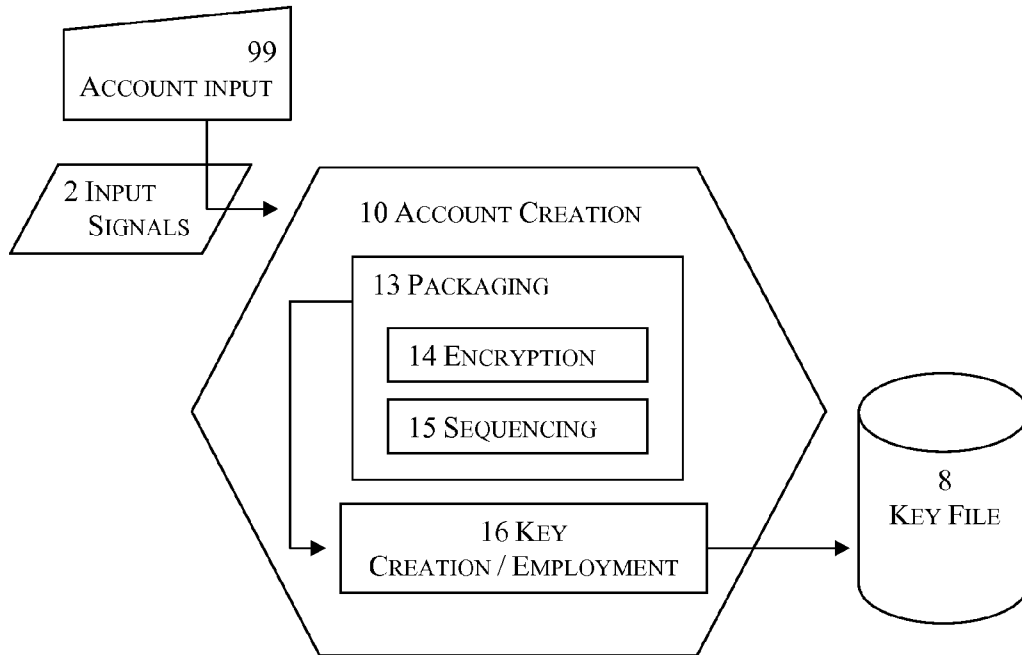 99
ACCOUNT INPUT
2 INPUT
SIGNALS
10 ACCOUNT CREATION
13 PACKAGING
14 ENCRYPTION
15 SEQUENCING
16 KEY
CREATION / EMPLOYMENT
8
KEY FILE